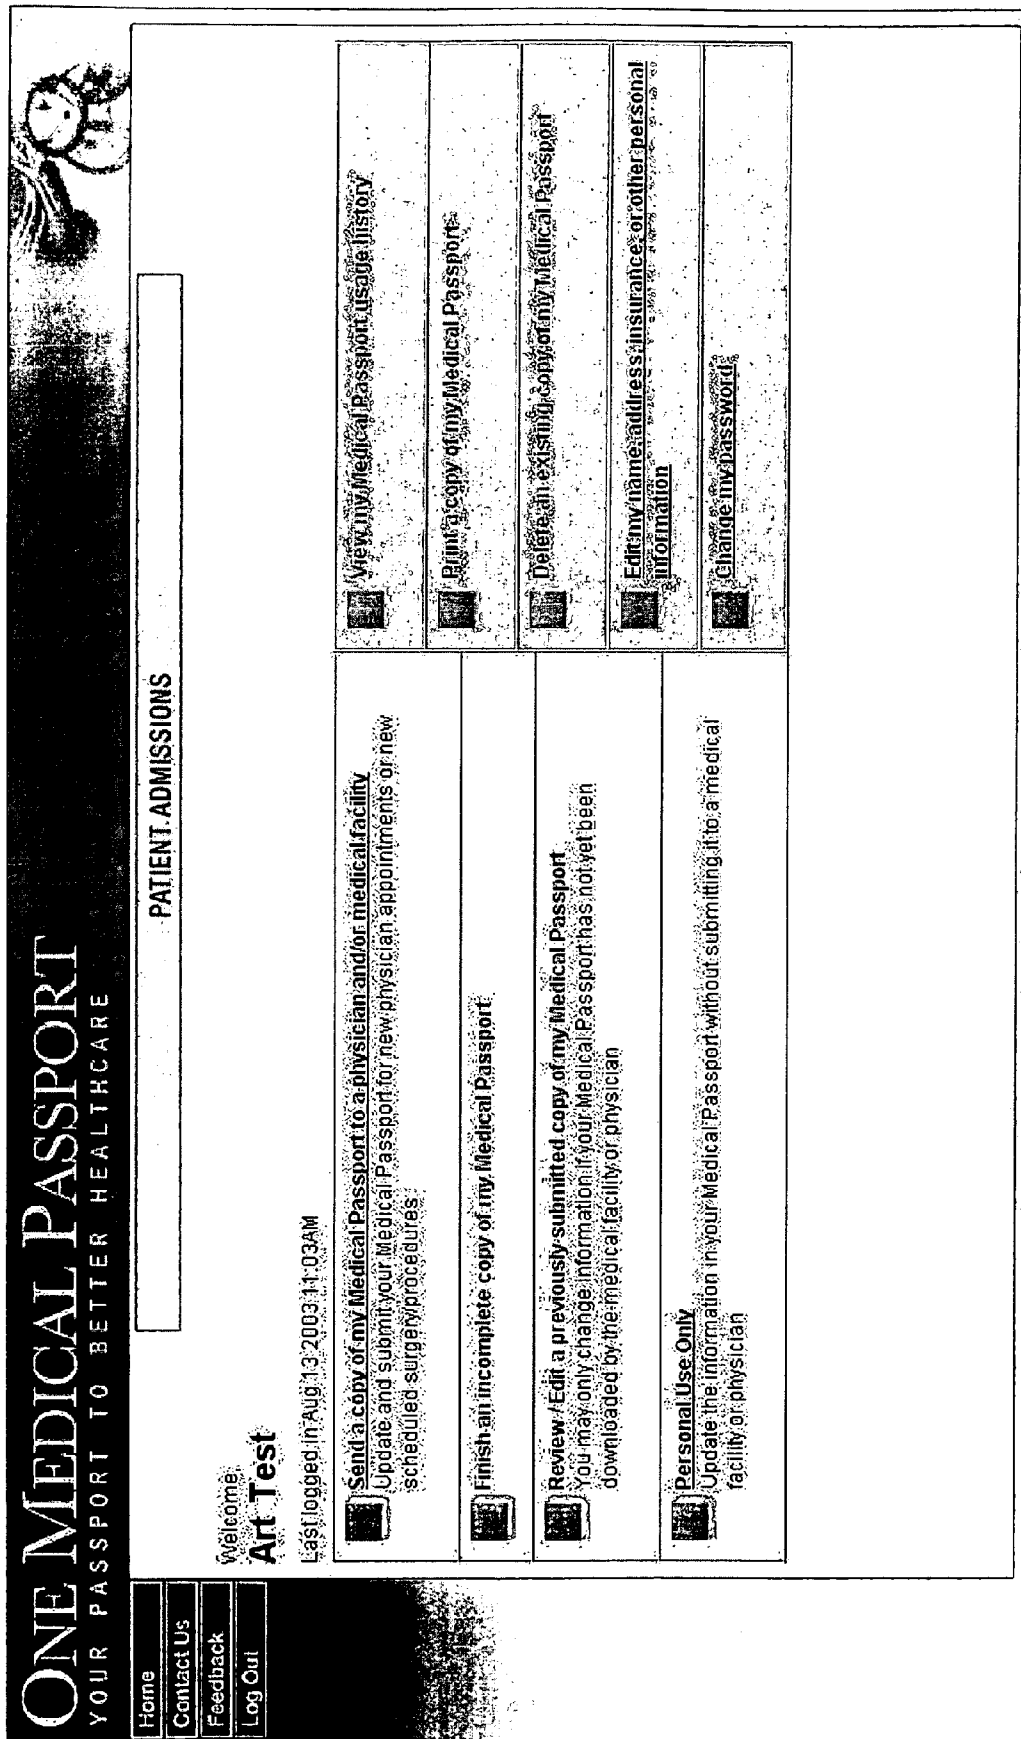 ONE MEDICAL PASSPORT
YOUR PASSPORT TO BETTER HEALTHCARE
Home
Contact Us
Feedback
Log Out
PATIENT ADMISSIONS
Welcome
Art Test
Last logged in Aug 13 2003 11:03AM
Send a copy of my Medical Passport to a physician and/or medical facility
Update and submit your Medical Passport for new physician appointments or new
scheduled surgery/procedures
Finish an incomplete copy of my Medical Passport
Review / Edit a previously submitted copy of my Medical Passport
You may only change information if your Medical Passport has not yet been
downloaded by the medical facility or physician
Personal Use Only
Update the information in your Medical Passport without submitting it to a medical
facility or physician
View my Medical Passport usage history
Print a copy of my Medical Passport
Delete an existing copy of my Medical Passport
Edit my name, address, insurance, or other personal
information
Change my password